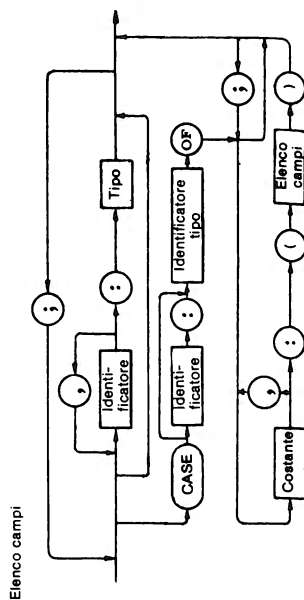 Elenco campi
;
,
Identi-
ficatore
:
Tipo
CASE
Identi-
ficatore
:
Identificatore
tipo
OF
;
Costante
,
:
(
Elenco
campi
)